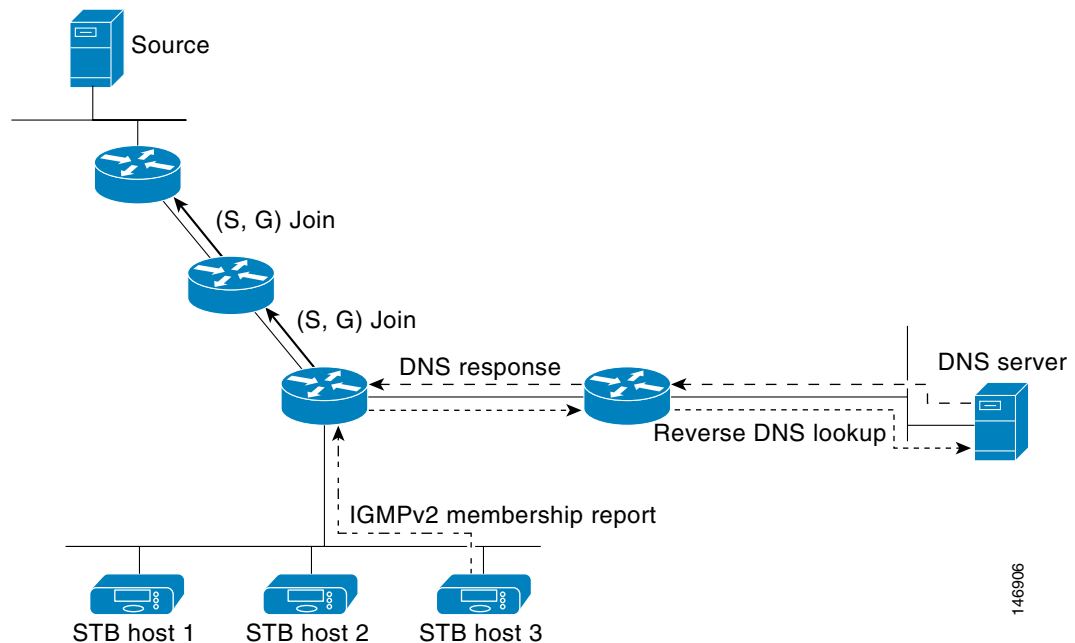 Source
(S, G) Join
(S, G) Join
DNS response
DNS server
Reverse DNS lookup
IGMPv2 membership report
STB host 1
STB host 2
STB host 3
146906